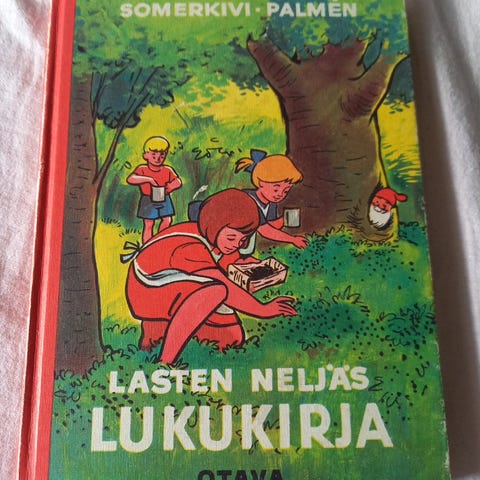 SOMERKIVI · PALMÉN
LASTEN NELJÄS
LUKUKIRJA
OTAVA